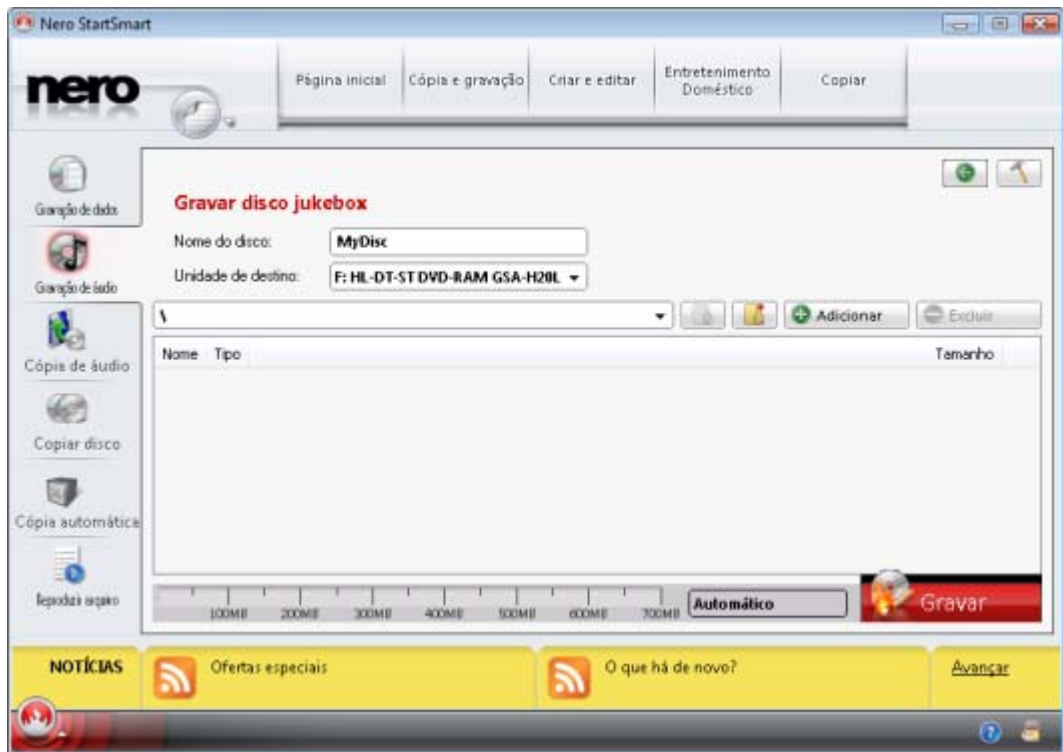 Nero StartSmart
nero
Página inicial
Cópia e gravação
Criar e editar
Entretenimento Doméstico
Copiar
Gravação de dados
Gravação de áudio
Cópia de áudio
Copiar disco
Cópia automática
Reproduzir arquivo
Gravar disco jukebox
Nome do disco: MyDisc
Unidade de destino: F: HL-DT-ST DVD-RAM GSA-H20L
\
Adicionar
Excluir
Nome Tipo Tamanho
100MB 200MB 300MB 400MB 500MB 600MB 700MB
Automático
Gravar
NOTÍCIAS
Ofertas especiais
O que há de novo?
Avançar